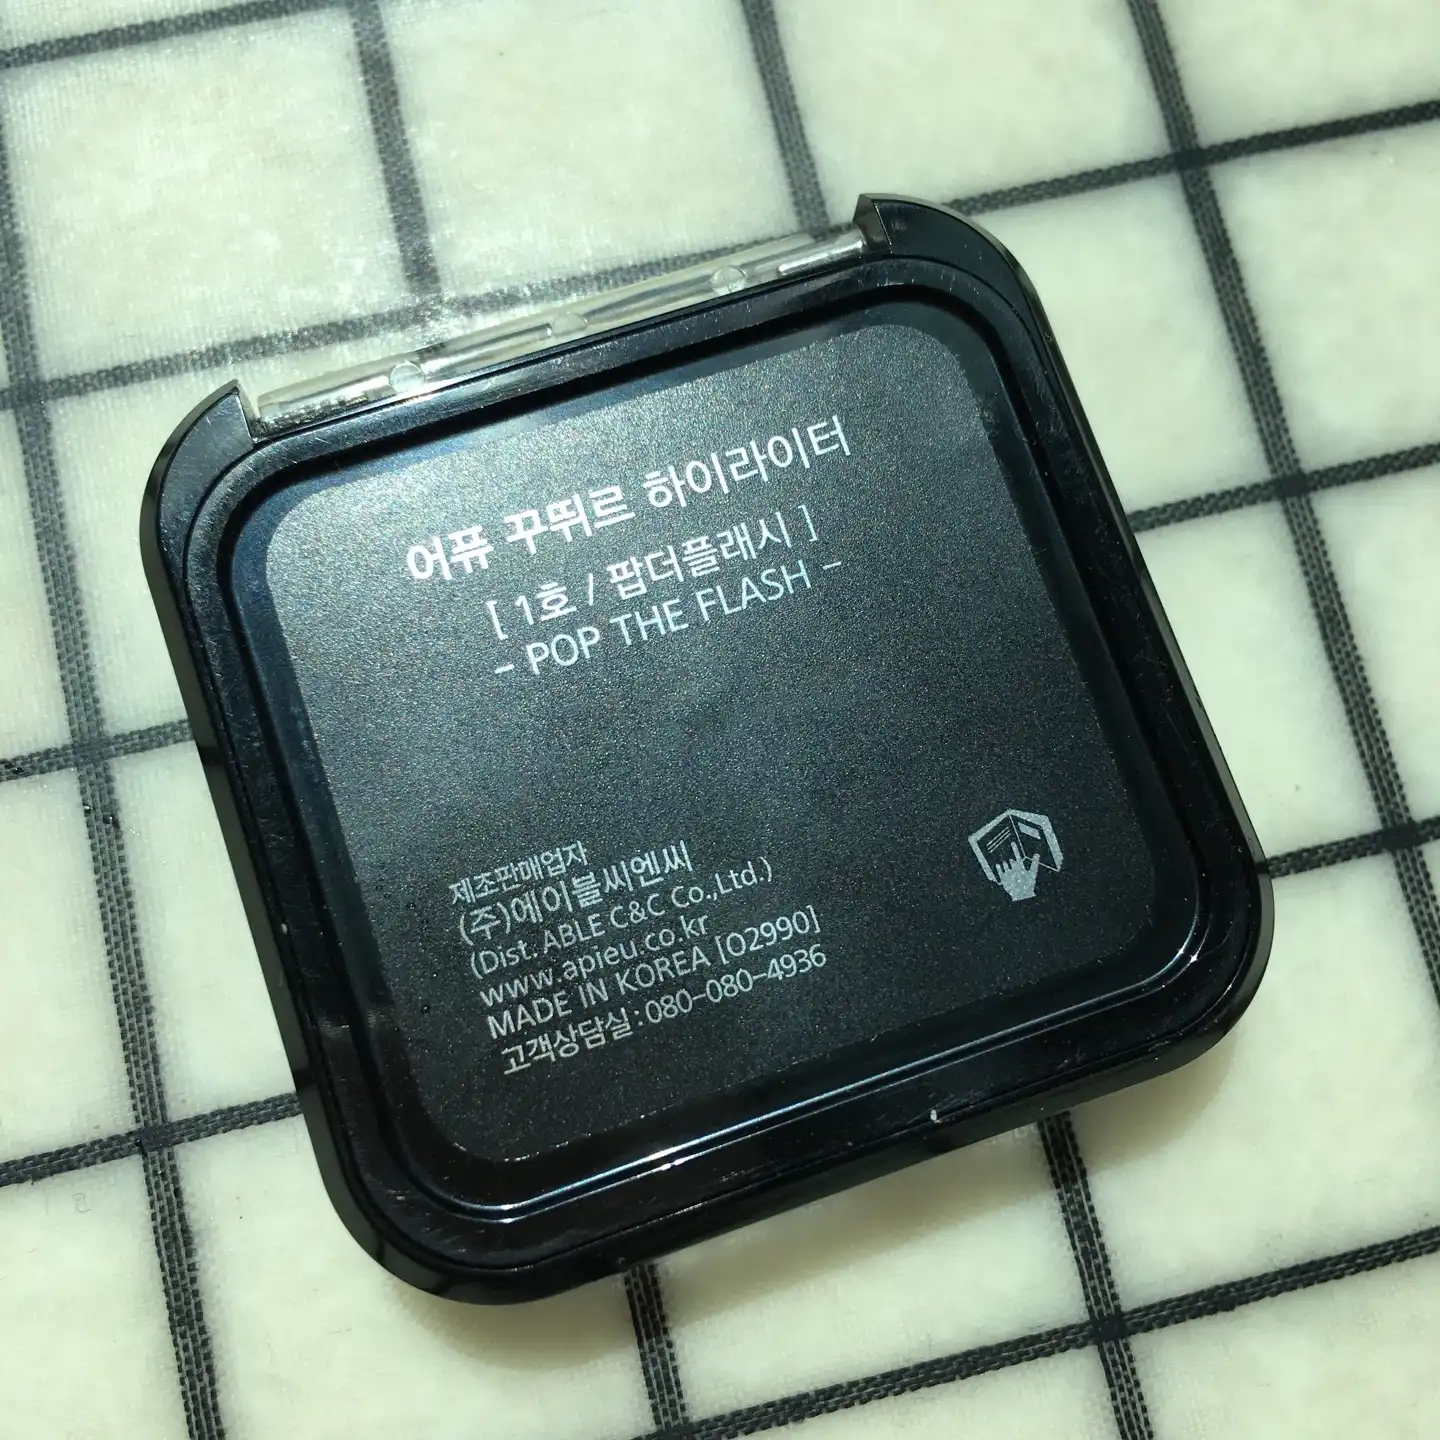 어퓨 꾸뛰르 하이라이터
[ 1호 / 팝더플래시 ]
- POP THE FLASH -
제조판매업자
(주)에이블씨엔씨
(Dist. ABLE C&C Co.,Ltd.)
www.apieu.co.kr
MADE IN KOREA [O2990]
고객상담실:080-080-4936